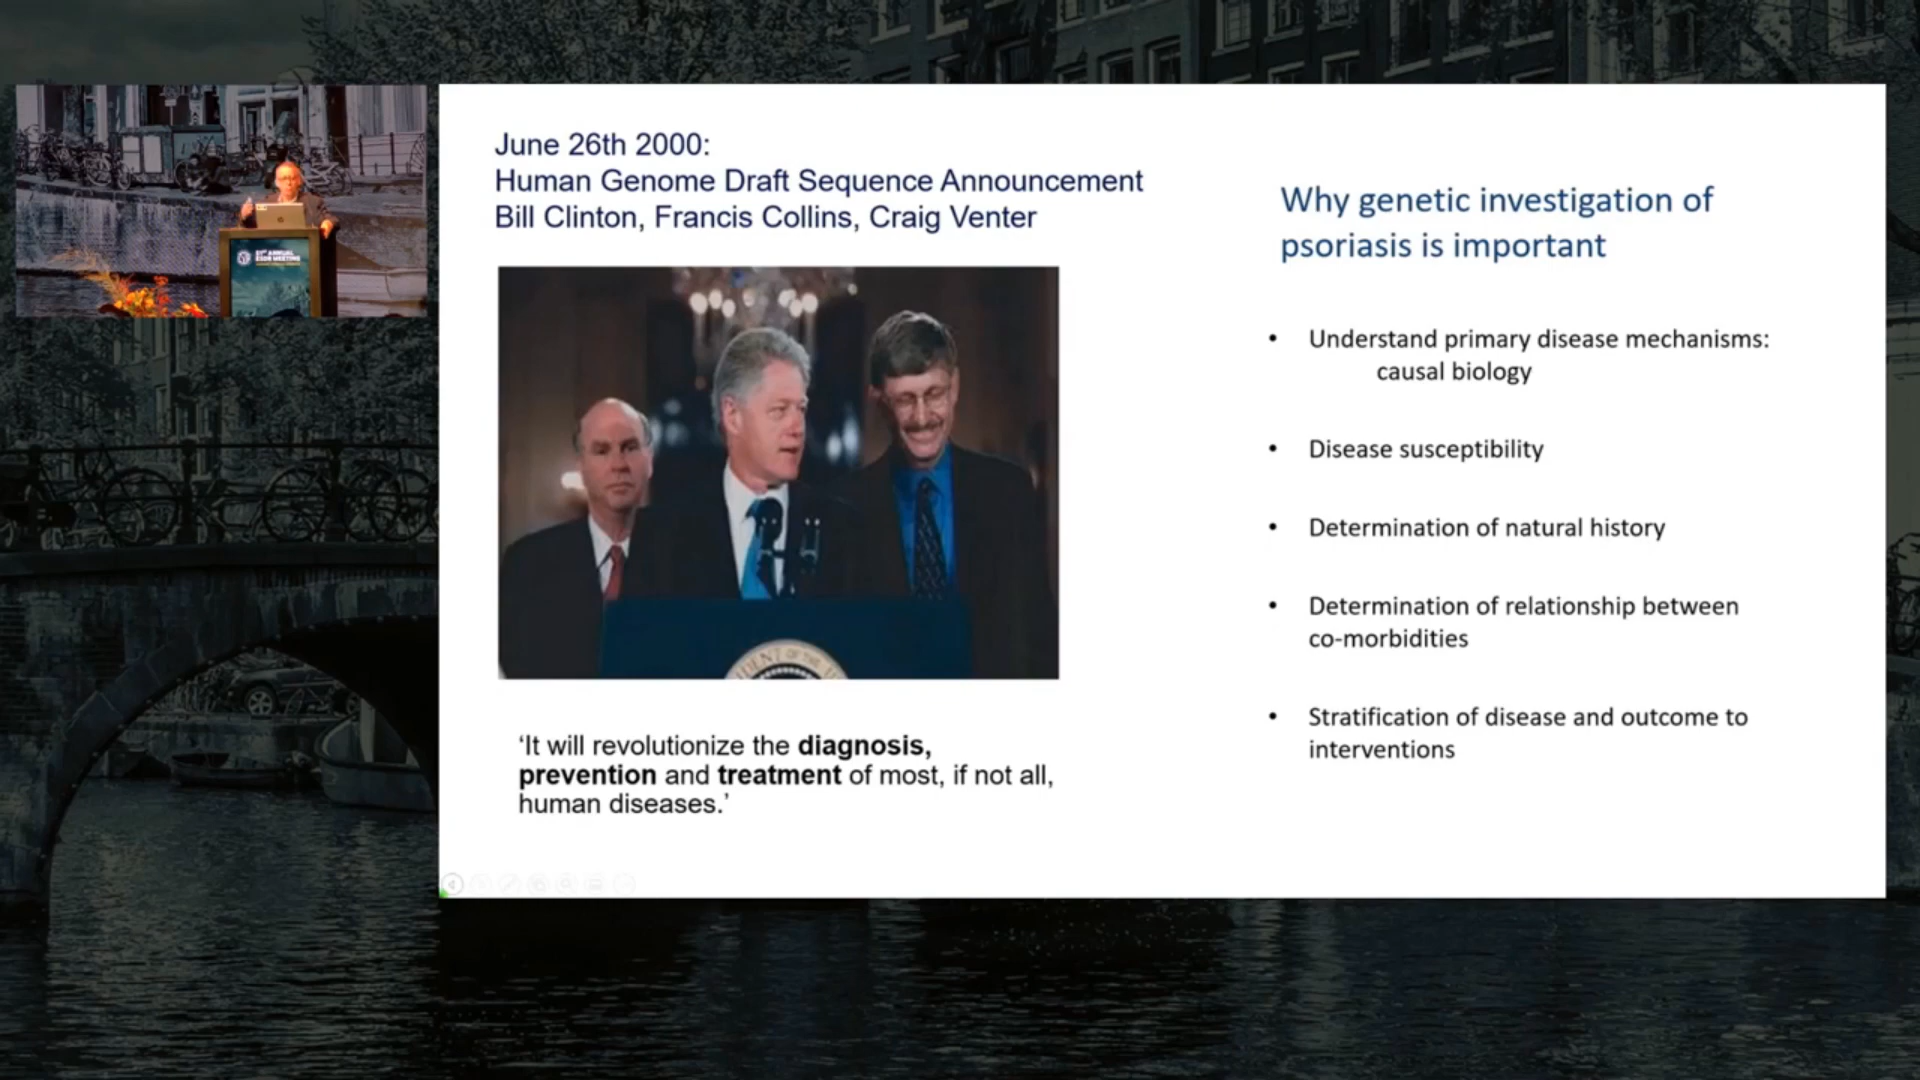 June 26th 2000:
Human Genome Draft Sequence Announcement
Bill Clinton, Francis Collins, Craig Venter
‘It will revolutionize the diagnosis,
prevention and treatment of most, if not all,
human diseases.’
Why genetic investigation of
psoriasis is important
• Understand primary disease mechanisms:
causal biology
• Disease susceptibility
• Determination of natural history
• Determination of relationship between
co-morbidities
• Stratification of disease and outcome to
interventions
ANNUAL
ESDR MEETING